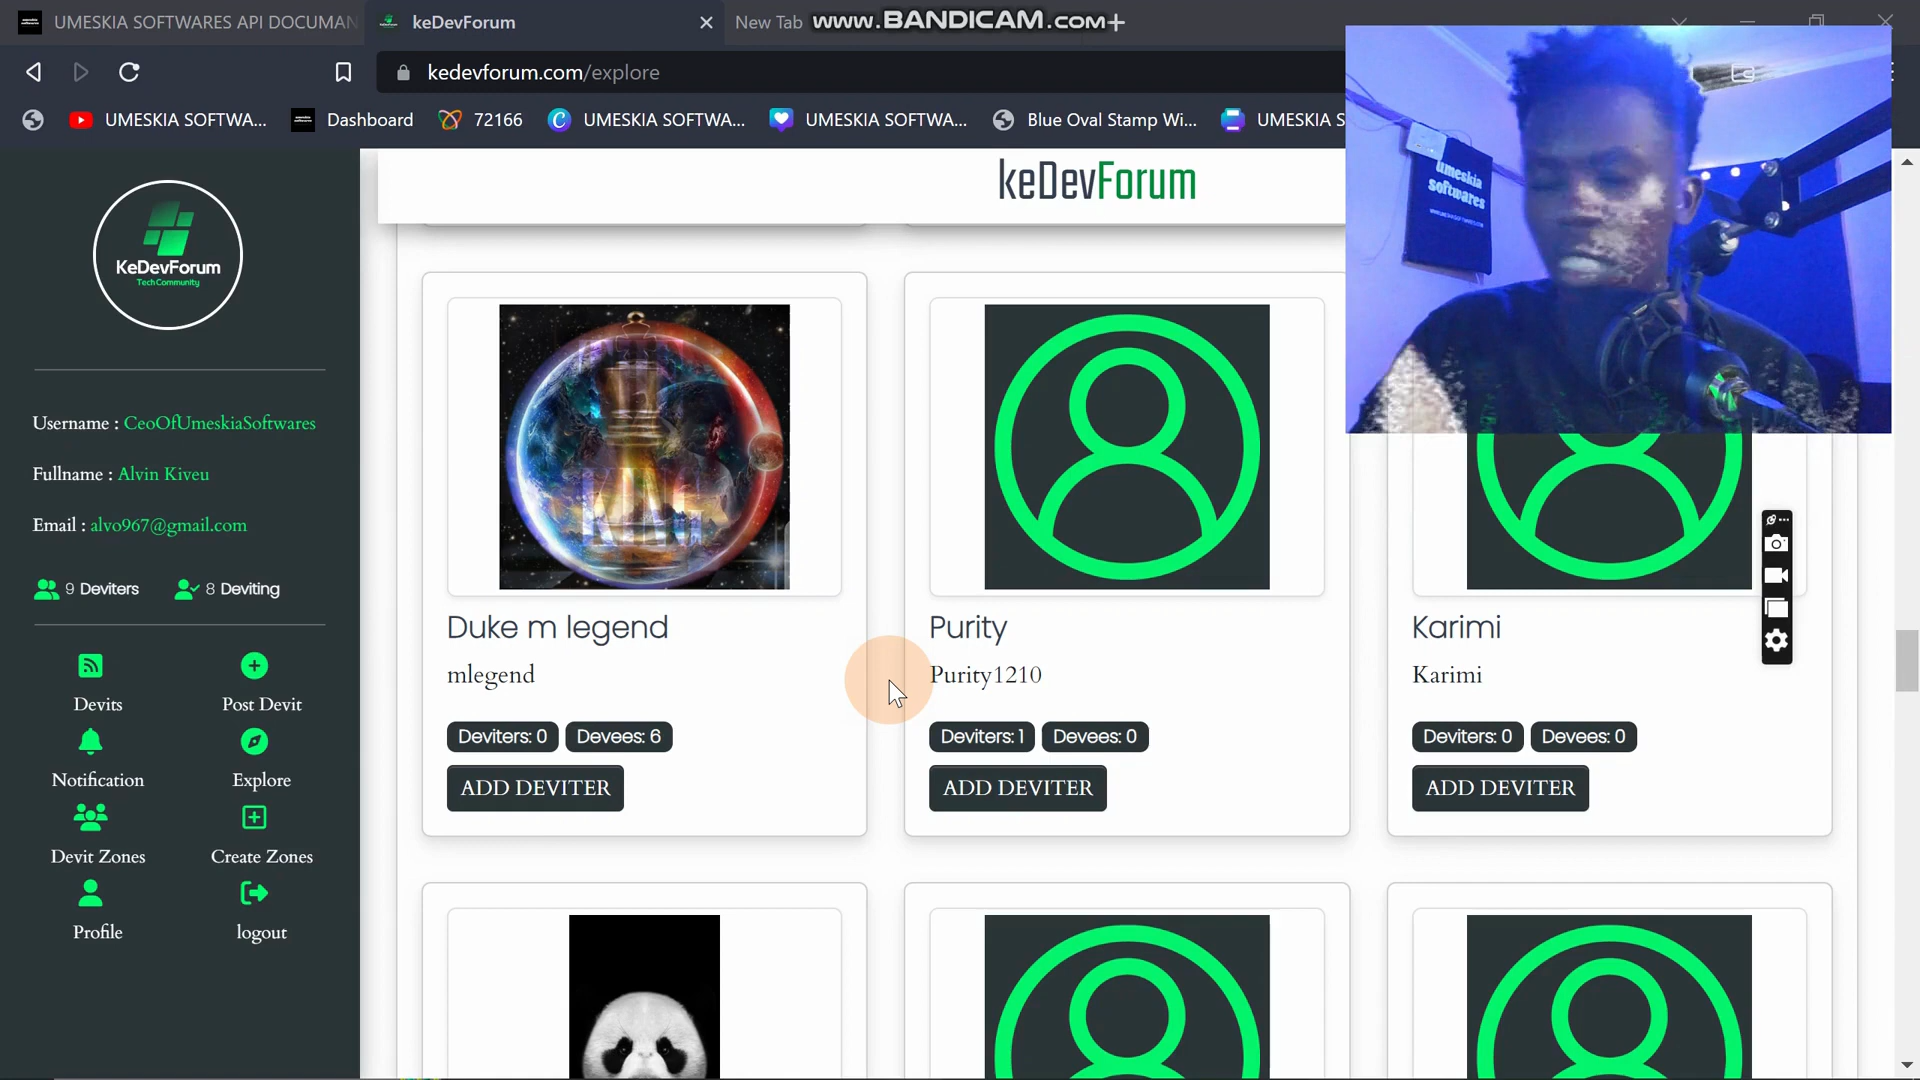 UMESKIA SOFTWARES API DOCUMAN
keDevForum
New Tab
www.BANDICAM.com
kedevforum.com/explore
UMESKIA SOFTWA...
Dashboard
72166
UMESKIA SOFTWA...
UMESKIA SOFTWA...
Blue Oval Stamp Wi...
UMESKIA S
umeskia
softwares
keDevForum
KeDevForum
TechCommunity
Username : CeoOfUmeskiaSoftwares
Fullname : Alvin Kiveu
Email : alvo967@gmail.com
9 Deviters
8 Deviting
Devits
Post Devit
Notification
Explore
Devit Zones
Create Zones
Profile
logout
Duke m legend
mlegend
Deviters: 0
Devees: 6
ADD DEVITER
Purity
Purity1210
Deviters: 1
Devees: 0
ADD DEVITER
Karimi
Karimi
Deviters: 0
Devees: 0
ADD DEVITER